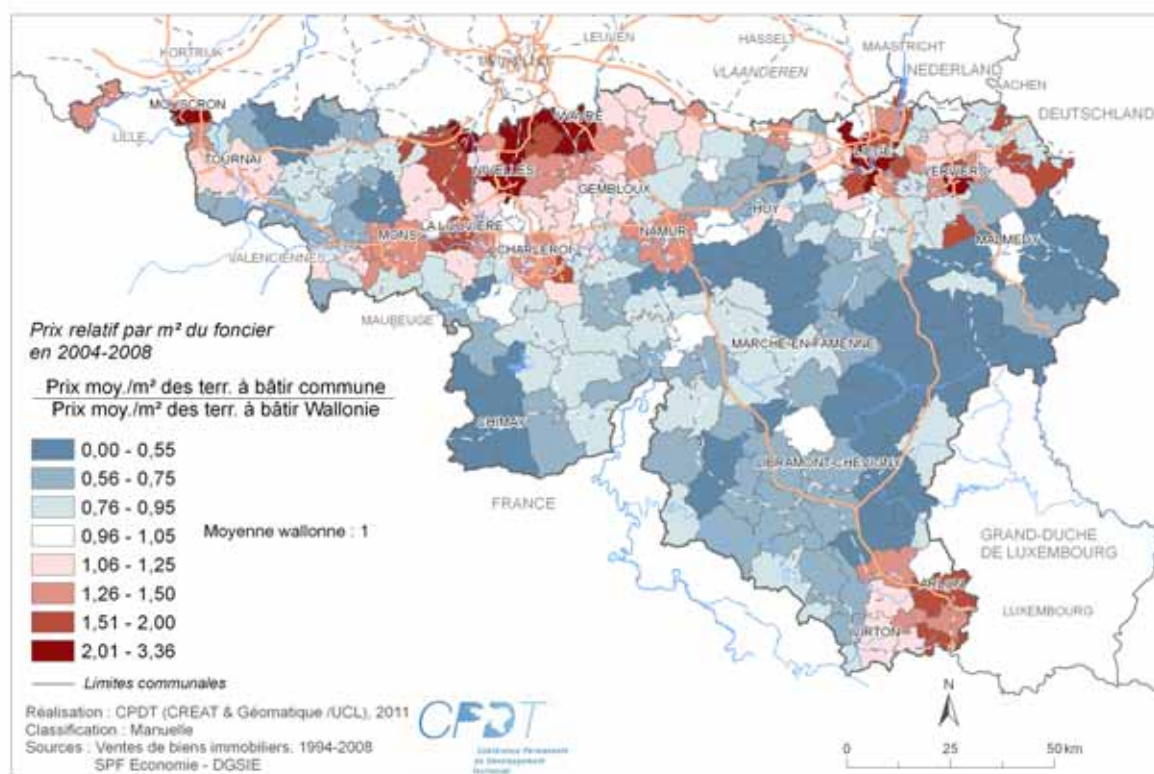 KORTRIJK
LEUVEN
HASSELT
MAASTRICHT
NEDERLAND
VLAANDEREN
AACHEN
DEUTSCHLAND
MOUSCRON
LILLE
WAVRE
TOURNAI
LIEGE
NIVELLES
VERVIERS
GEMBLOUX
HUY
LA LOUVIÈRE
NAMUR
MONS
MALMEDY
CHARLEROI
VALENCIENNES
MAUBEUGE
MARCHE-EN-FAMENNE
CHIMAY
LIBRAMONT-CHEVIGNY
FRANCE
GRAND-DUCHE
DE LUXEMBOURG
ARLON
LUXEMBOURG
VIRTON
Prix relatif par m² du foncier
en 2004-2008
Prix moy./m² des terr. à bâtir commune
Prix moy./m² des terr. à bâtir Wallonie
0,00 - 0,55
0,56 - 0,75
0,76 - 0,95
0,96 - 1,05
Moyenne wallonne : 1
1,06 - 1,25
1,26 - 1,50
1,51 - 2,00
2,01 - 3,36
Limites communales
Réalisation : CPDT (CREAT & Géomatique /UCL), 2011
Classification : Manuelle
Sources : Ventes de biens immobiliers. 1994-2008
SPF Economie - DGSIE
CPDT
Conférence Permanente
du Développement
Territorial
N
0 25 50 km